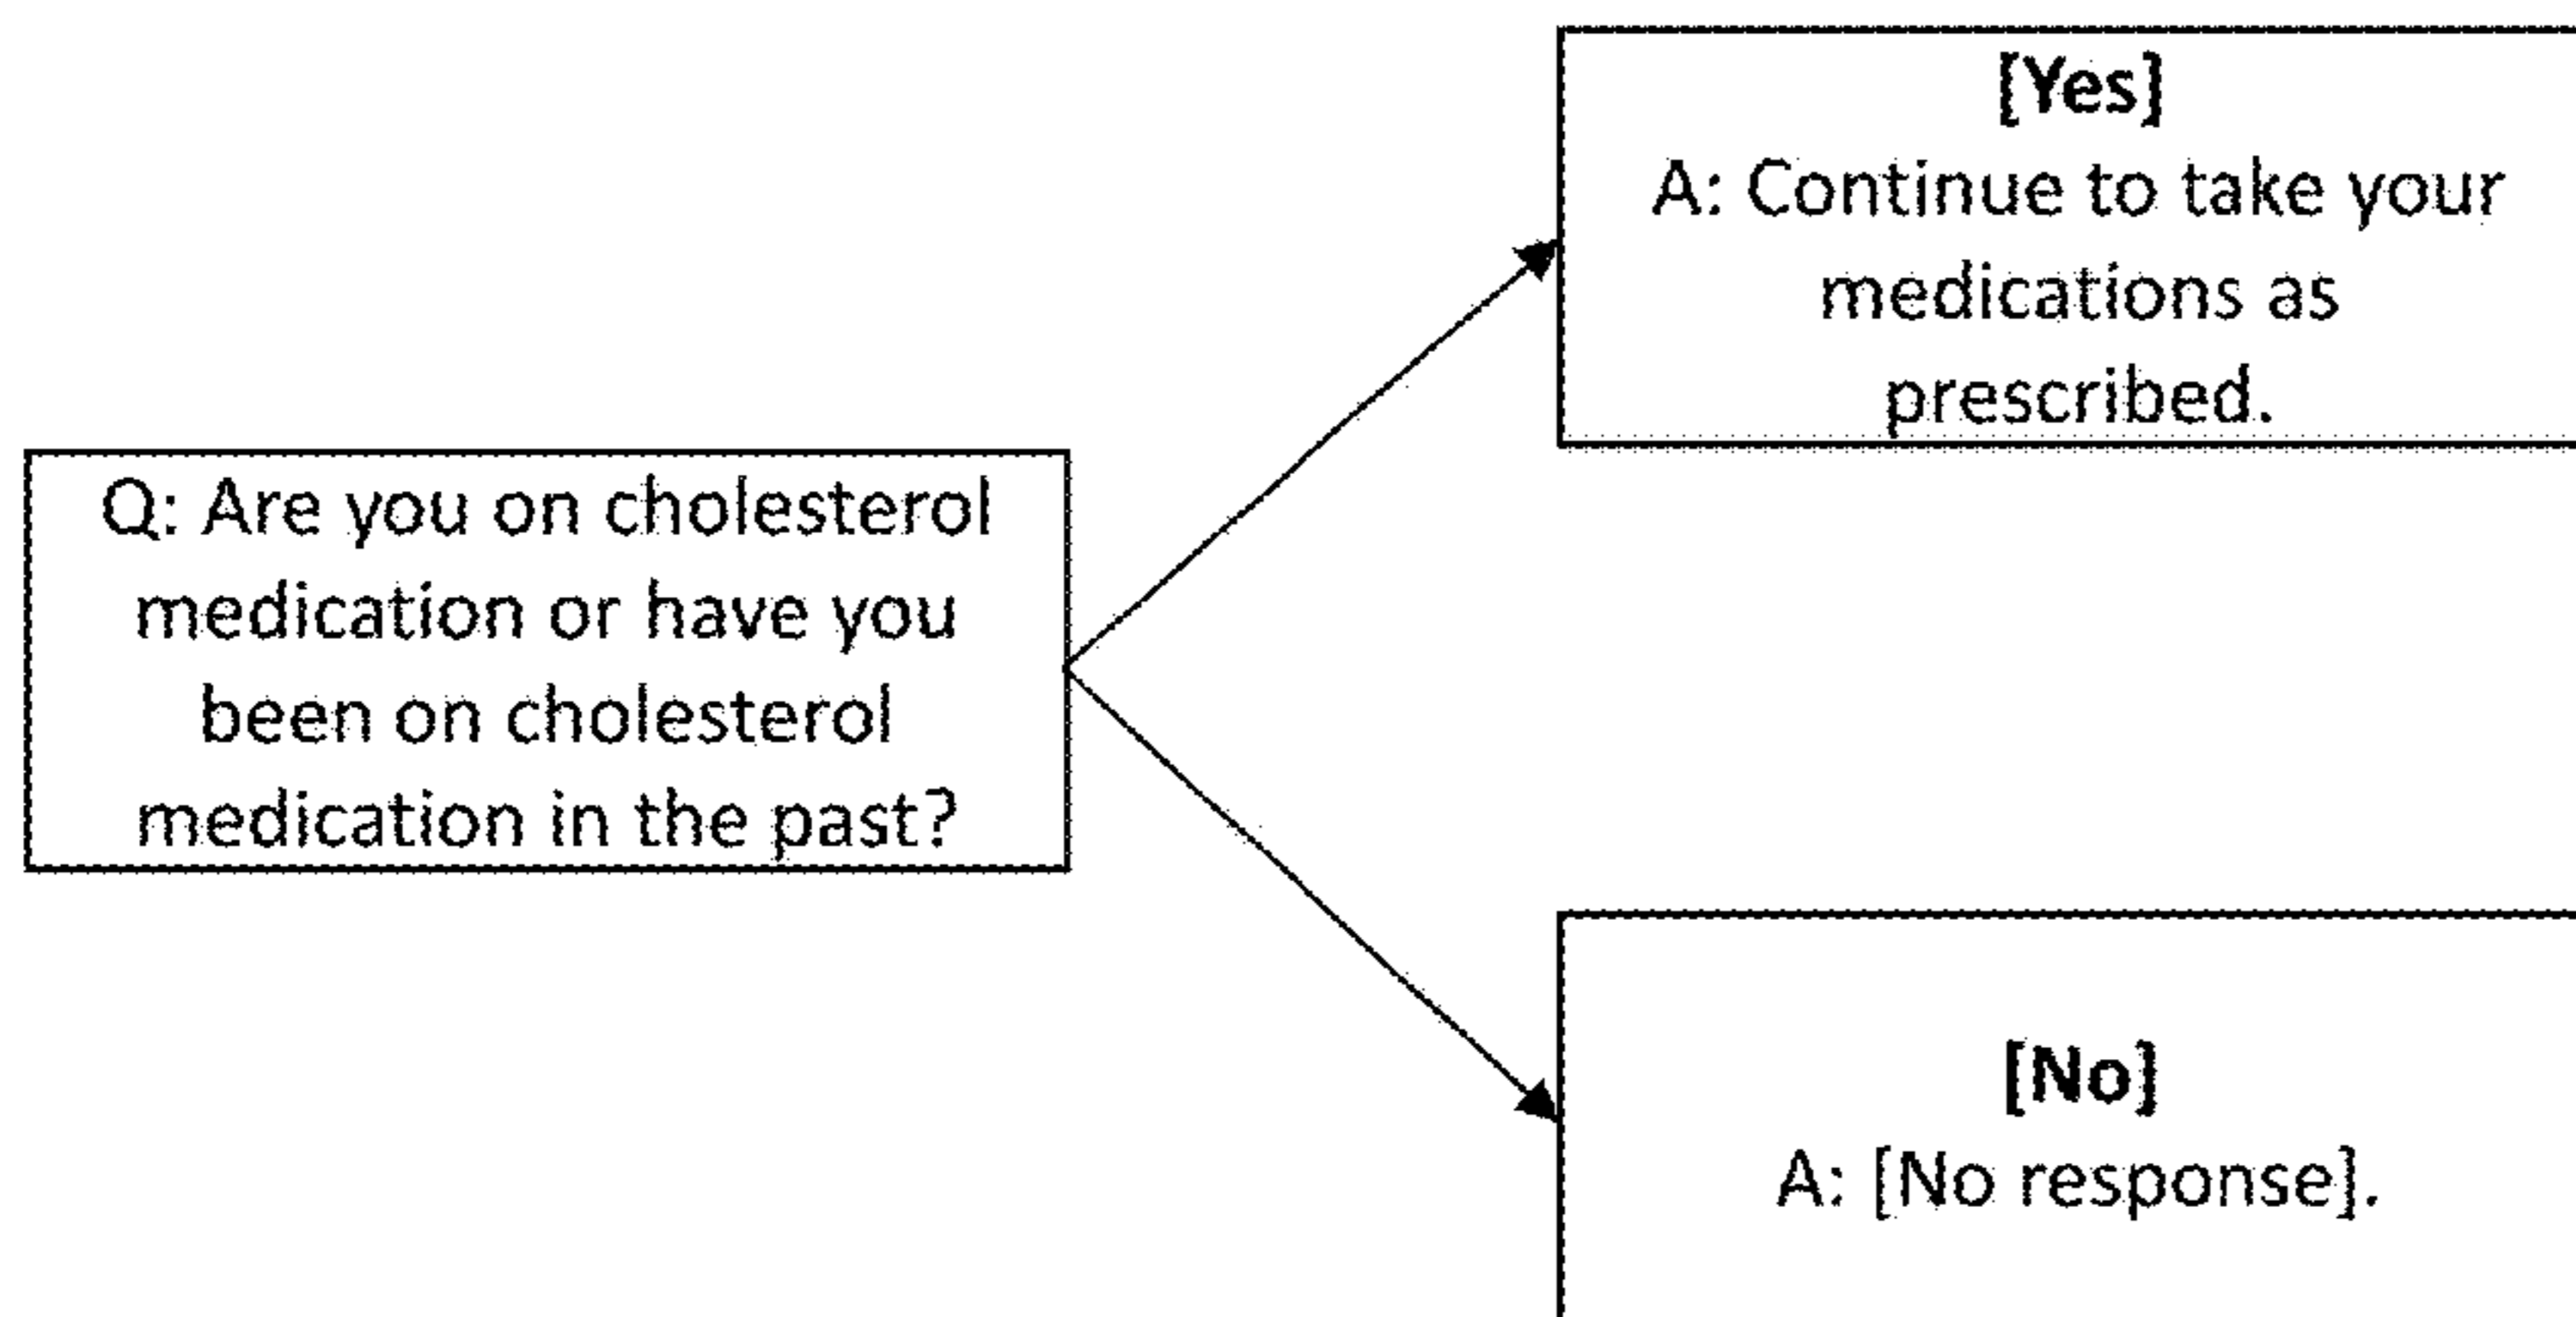 Q: Are you on cholesterol
medication or have you
been on cholesterol
medication in the past?
[Yes]
A: Continue to take your
medications as
prescribed.
[No]
A: [No response].